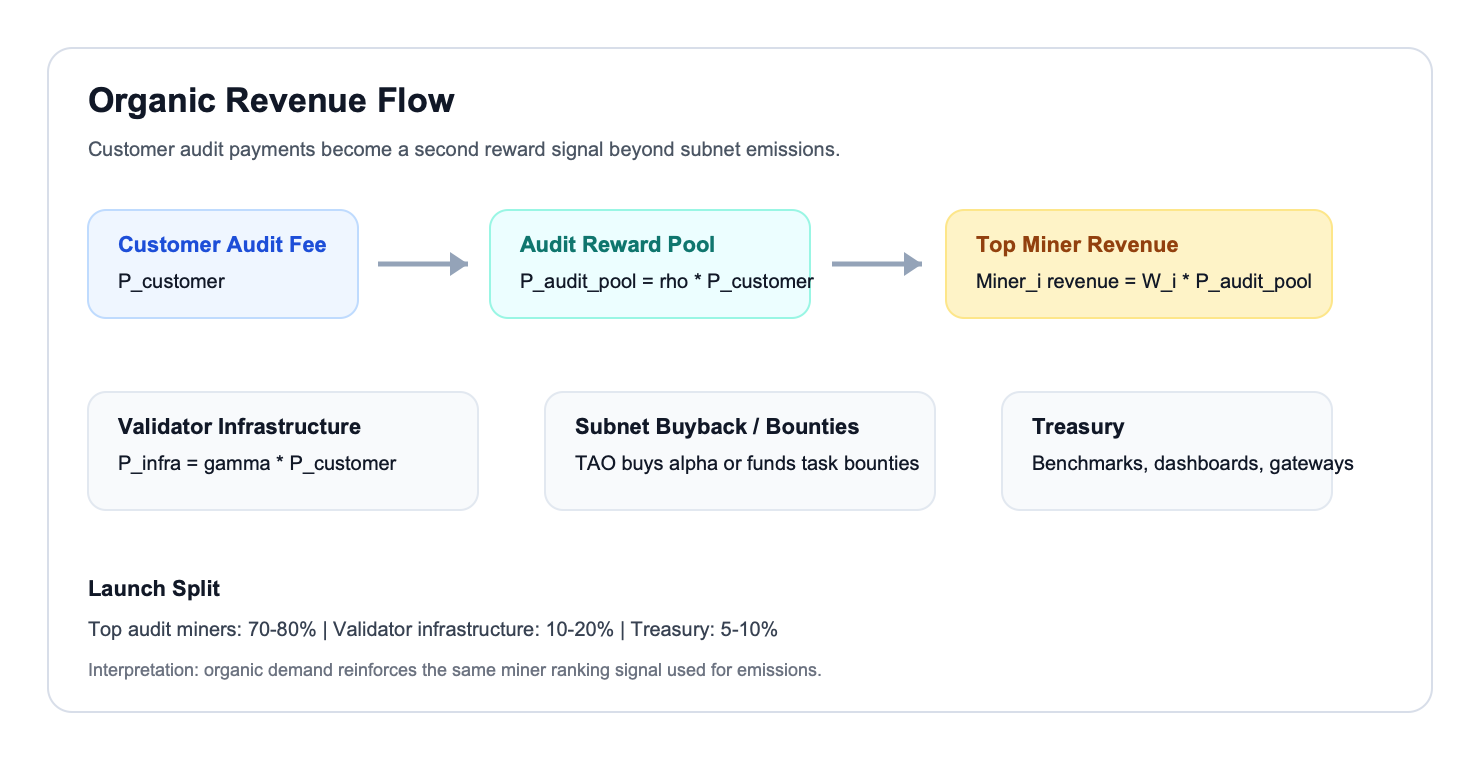 Organic Revenue Flow
Customer audit payments become a second reward signal beyond subnet emissions.
Customer Audit Fee
P_customer
Audit Reward Pool
P_audit_pool = rho * P_customer
Top Miner Revenue
Miner_i revenue = W_i * P_audit_pool
Validator Infrastructure
P_infra = gamma * P_customer
Subnet Buyback / Bounties
TAO buys alpha or funds task bounties
Treasury
Benchmarks, dashboards, gateways
Launch Split
Top audit miners: 70-80% | Validator infrastructure: 10-20% | Treasury: 5-10%
Interpretation: organic demand reinforces the same miner ranking signal used for emissions.